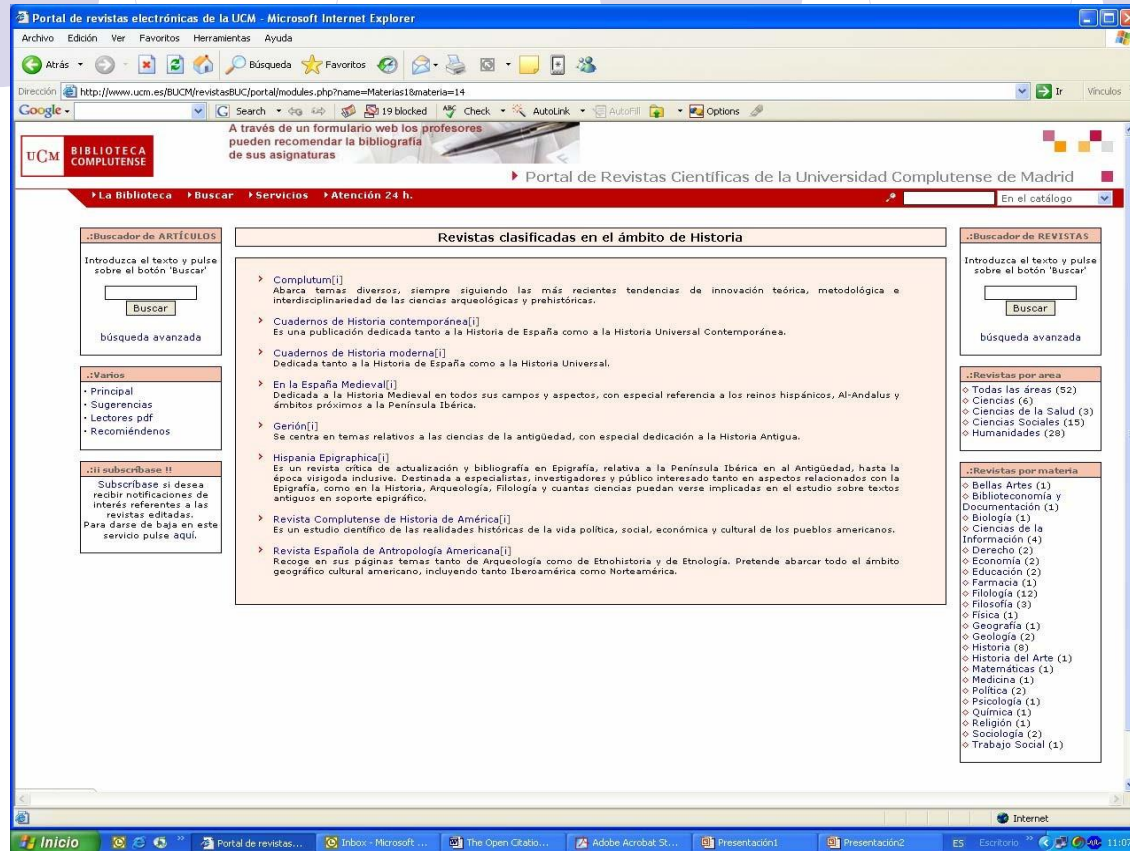 Portal de revistas electrónicas de la UCM - Microsoft Internet Explorer
Archivo Edición Ver Favoritos Herramientas Ayuda
Atrás Búsqueda Favoritos
Dirección http://www.ucm.es/BUCM/revistasBUC/portal/modules.php?name=Materias1&materia=14 Ir Vínculos
Google Search 19 blocked Check AutoLink AutoFill Options
A través de un formulario web los profesores
pueden recomendar la bibliografía
de sus asignaturas
UCM BIBLIOTECA
COMPLUTENSE
Portal de Revistas Científicas de la Universidad Complutense de Madrid
La Biblioteca Buscar Servicios Atención 24 h. En el catálogo
.:Buscador de ARTÍCULOS
Introduzca el texto y pulse
sobre el botón 'Buscar'
Buscar
búsqueda avanzada
.:Varios
· Principal
· Sugerencias
· Lectores pdf
· Recomiéndenos
.:¡¡ subscríbase !!
Subscríbase si desea
recibir notificaciones de
interés referentes a las
revistas editadas.
Para darse de baja en este
servicio pulse aquí.
Revistas clasificadas en el ámbito de Historia
Complutum[i]
Abarca temas diversos, siempre siguiendo las más recientes tendencias de innovación teórica, metodológica e
interdisciplinariedad de las ciencias arqueológicas y prehistóricas.
Cuadernos de Historia contemporánea[i]
Es una publicación dedicada tanto a la Historia de España como a la Historia Universal Contemporánea.
Cuadernos de Historia moderna[i]
Dedicada tanto a la Historia de España como a la Historia Universal.
En la España Medieval[i]
Dedicada a la Historia Medieval en todos sus campos y aspectos, con especial referencia a los reinos hispánicos, Al-Andalus y
ámbitos próximos a la Península Ibérica.
Gerión[i]
Se centra en temas relativos a las ciencias de la antigüedad, con especial dedicación a la Historia Antigua.
Hispania Epigraphica[i]
Es un revista crítica de actualización y bibliografía en Epigrafía, relativa a la Península Ibérica en al Antigüedad, hasta la
época visigoda inclusive. Destinada a especialistas, investigadores y público interesado tanto en aspectos relacionados con la
Epigrafía, como en la Historia, Arqueología, Filología y cuantas ciencias puedan verse implicadas en el estudio sobre textos
antiguos en soporte epigráfico.
Revista Complutense de Historia de América[i]
Es un estudio científico de las realidades históricas de la vida política, social, económica y cultural de los pueblos americanos.
Revista Española de Antropología Americana[i]
Recoge en sus páginas temas tanto de Arqueología como de Etnohistoria y de Etnología. Pretende abarcar todo el ámbito
geográfico cultural americano, incluyendo tanto Iberoamérica como Norteamérica.
.:Buscador de REVISTAS
Introduzca el texto y pulse
sobre el botón 'Buscar'
Buscar
búsqueda avanzada
.:Revistas por area
Todas las áreas (52)
Ciencias (6)
Ciencias de la Salud (3)
Ciencias Sociales (15)
Humanidades (28)
.:Revistas por materia
Bellas Artes (1)
Biblioteconomía y
Documentación (1)
Biología (1)
Ciencias de la
Información (4)
Derecho (2)
Economía (2)
Educación (2)
Farmacia (1)
Filología (12)
Filosofía (3)
Física (1)
Geografía (1)
Geología (2)
Historia (8)
Historia del Arte (1)
Matemáticas (1)
Medicina (1)
Política (2)
Psicología (1)
Química (1)
Religión (1)
Sociología (2)
Trabajo Social (1)
Internet
Inicio Portal de revistas... Inbox - Microsoft ... The Open Citatio... Adobe Acrobat St... Presentación1 Presentación2 ES Escritorio 11:07